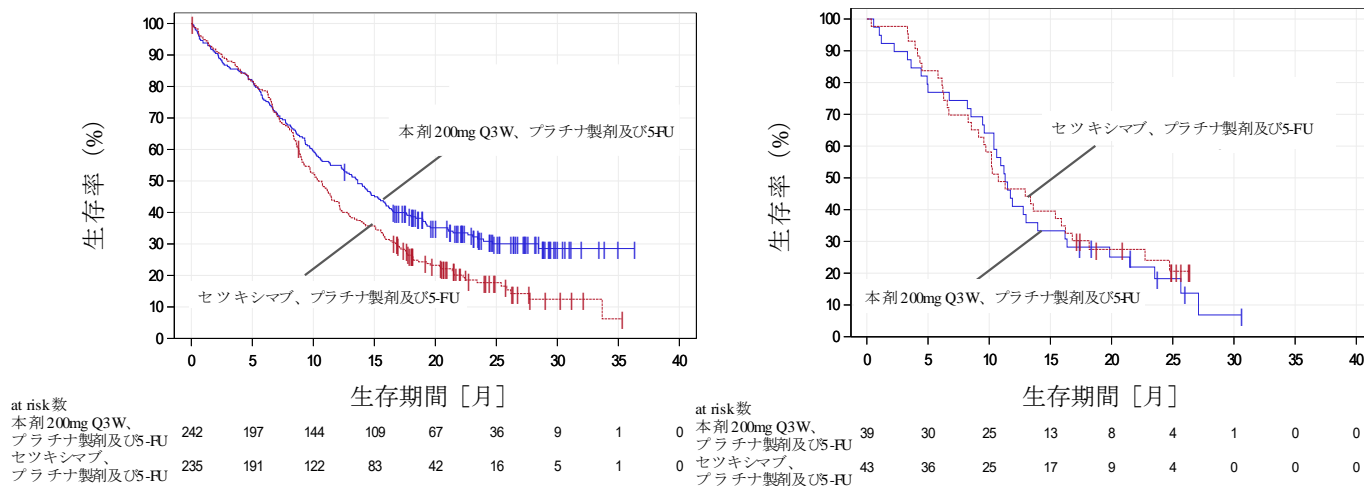 100
90
80
70
60
50
40
30
20
10
0
生存率 (%)
本剤200mg Q3W、プラチナ製剤及び5-FU
セツキシマブ、プラチナ製剤及び5-FU
0 5 10 15 20 25 30 35 40
生存期間 [月]
at risk数
本剤200mg Q3W、
プラチナ製剤及び5-FU
242 197 144 109 67 36 9 1 0
セツキシマブ、
プラチナ製剤及び5-FU
235 191 122 83 42 16 5 1 0
100
90
80
70
60
50
40
30
20
10
0
生存率 (%)
セツキシマブ、プラチナ製剤及び5-FU
本剤200mg Q3W、プラチナ製剤及び5-FU
0 5 10 15 20 25 30 35 40
生存期間 [月]
at risk数
本剤200mg Q3W、
プラチナ製剤及び5-FU
39 30 25 13 8 4 1 0 0
セツキシマブ、
プラチナ製剤及び5-FU
43 36 25 17 9 4 0 0 0